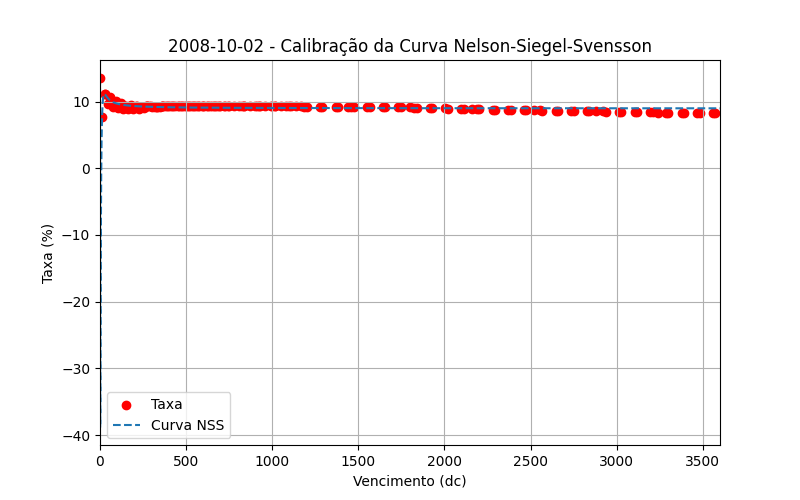 2008-10-02 - Calibração da Curva Nelson-Siegel-Svensson
Taxa (%)
10
0
−10
−20
−30
−40
Taxa
Curva NSS
0 500 1000 1500 2000 2500 3000 3500
Vencimento (dc)